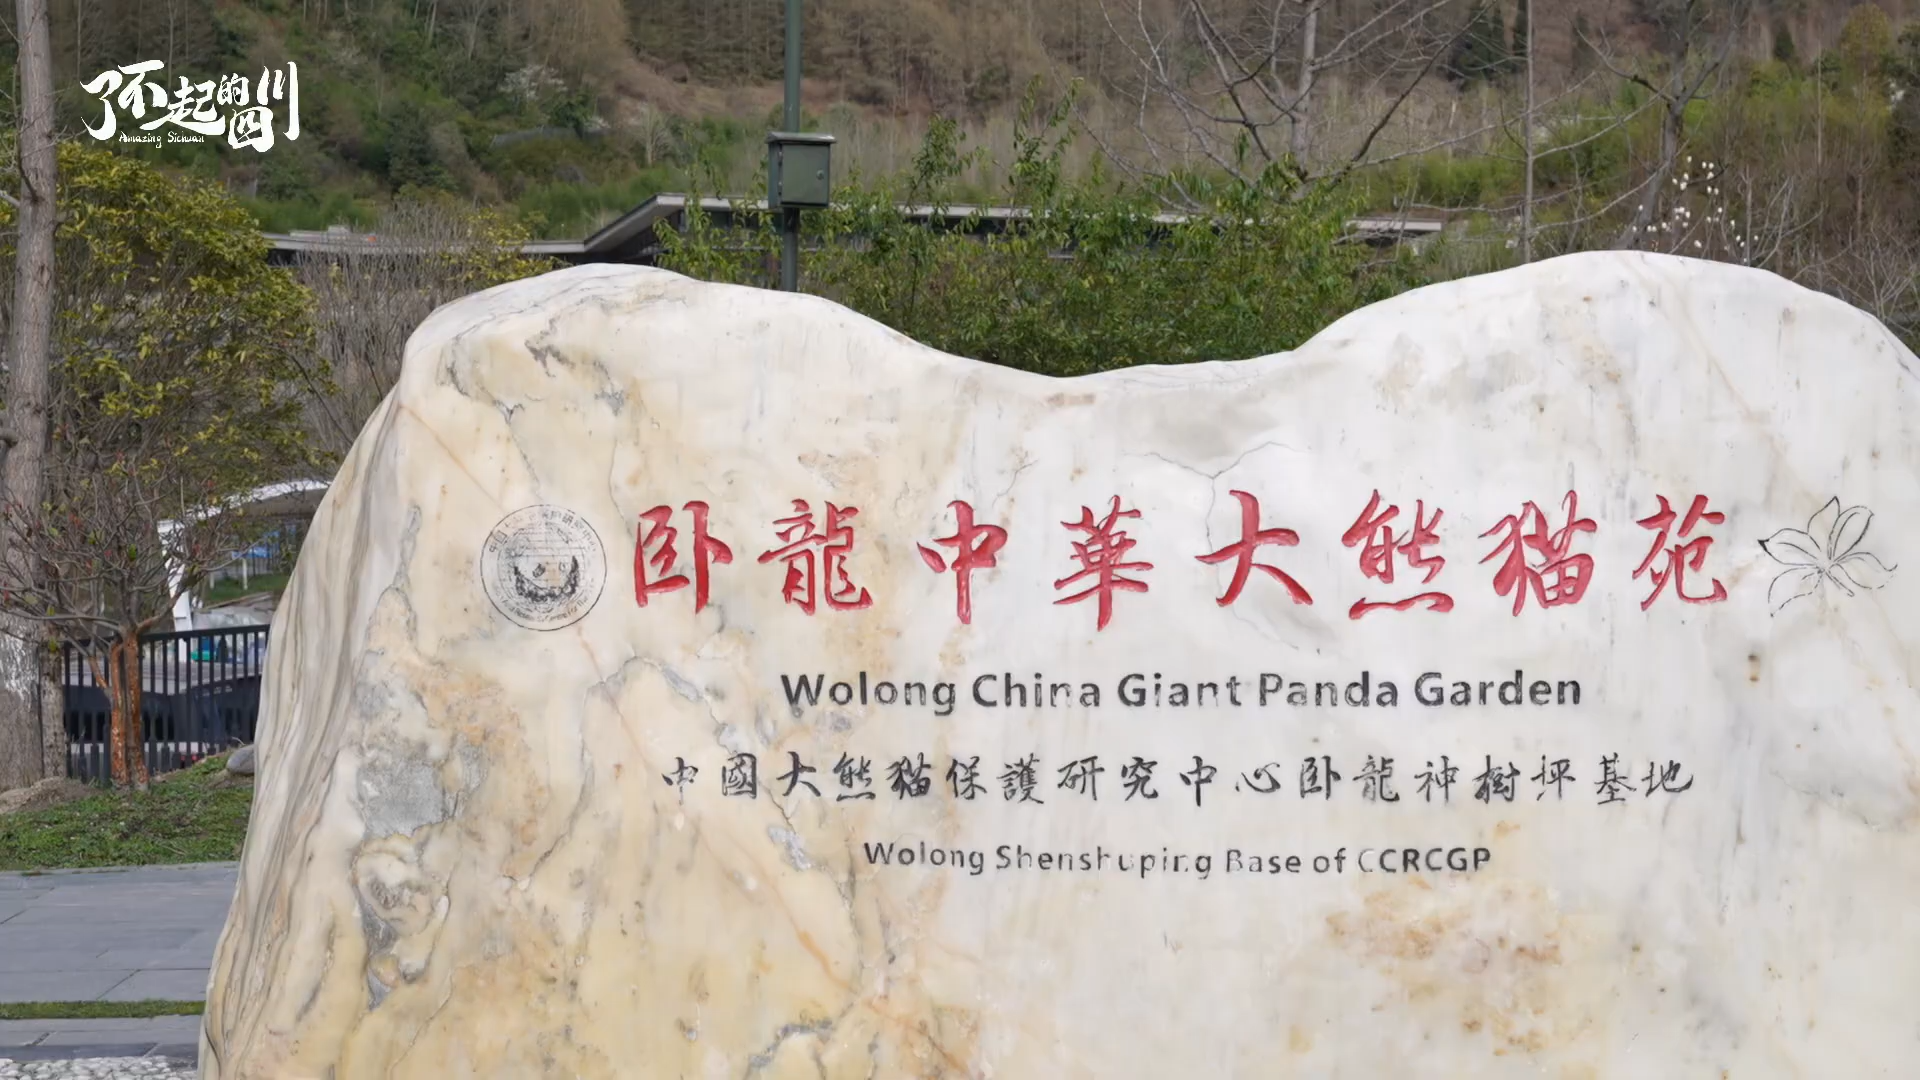 了不起的四川
Amazing Sichuan
卧龍中華大熊猫苑
Wolong China Giant Panda Garden
中國大熊猫保護研究中心卧龍神樹坪基地
Wolong Shenshuping Base of CCRCGP